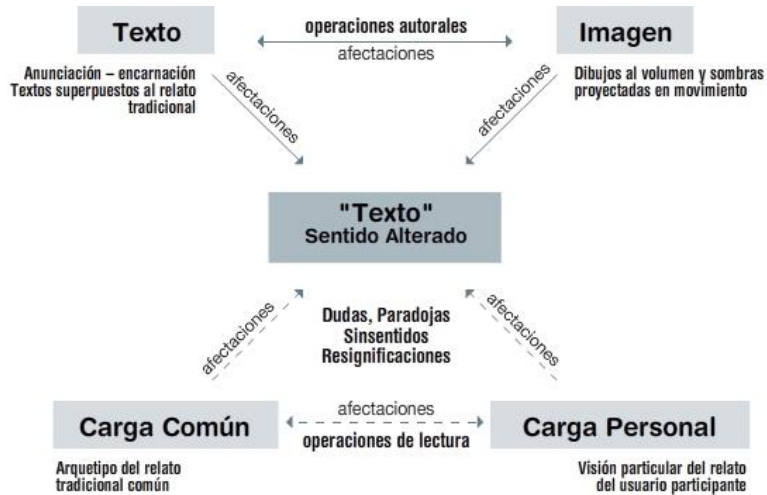 Texto
operaciones autorales
Imagen
afectaciones
Anunciación – encarnación
Textos superpuestos al relato
tradicional
afectaciones
afectaciones
Dibujos al volumen y sombras
proyectadas en movimiento
"Texto"
Sentido Alterado
afectaciones
Dudas, Paradojas
Sinsentidos
Resignificaciones
afectaciones
Carga Común
afectaciones
operaciones de lectura
Carga Personal
Arquetipo del relato
tradicional común
Visión particular del relato
del usuario participante